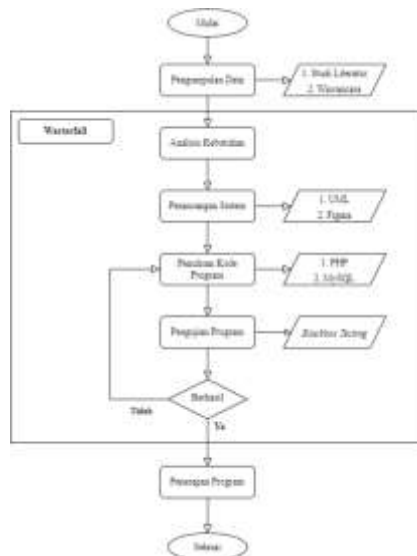 Mulai
Pengumpulan Data
1. Studi Literatur
2. Wawancara
Waterfall
Analisis Kebutuhan
Perancangan Sistem
1. UML
2. Figma
Penulisan Kode
Program
1. PHP
2. MySQL
Pengujian Program
Blackbox Testing
Berhasil
Tidak
Ya
Penerapan Program
Selesai